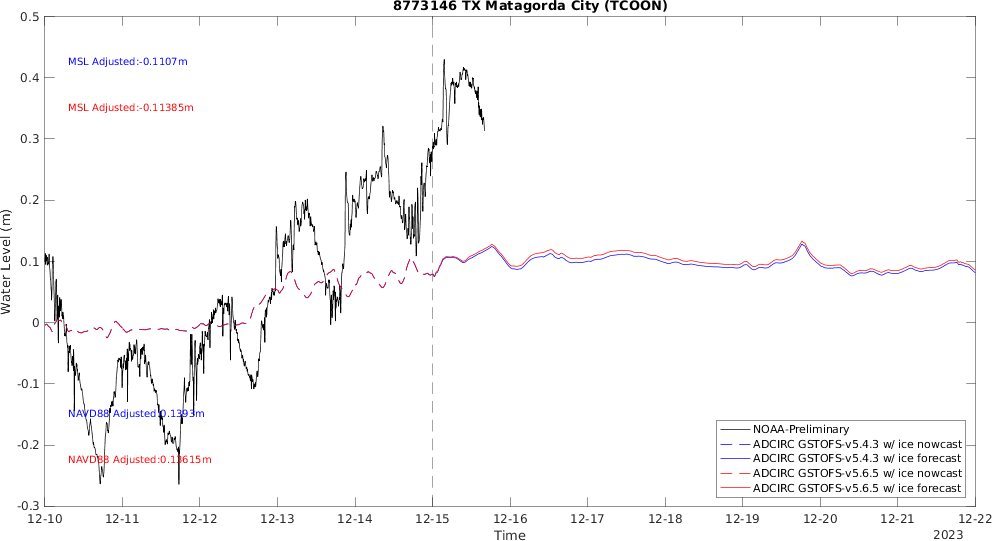 8773146 TX Matagorda City (TCOON)
0.5
0.4
0.3
0.2
0.1
0
-0.1
-0.2
-0.3
Water Level (m)
MSL Adjusted:-0.1107m
MSL Adjusted:-0.11385m
NAVD88 Adjusted:0.1393m
NAVD88 Adjusted:0.13615m
NOAA-Preliminary
ADCIRC GSTOFS-v5.4.3 w/ ice nowcast
ADCIRC GSTOFS-v5.4.3 w/ ice forecast
ADCIRC GSTOFS-v5.6.5 w/ ice nowcast
ADCIRC GSTOFS-v5.6.5 w/ ice forecast
12-10 12-11 12-12 12-13 12-14 12-15 12-16 12-17 12-18 12-19 12-20 12-21 12-22
Time
2023